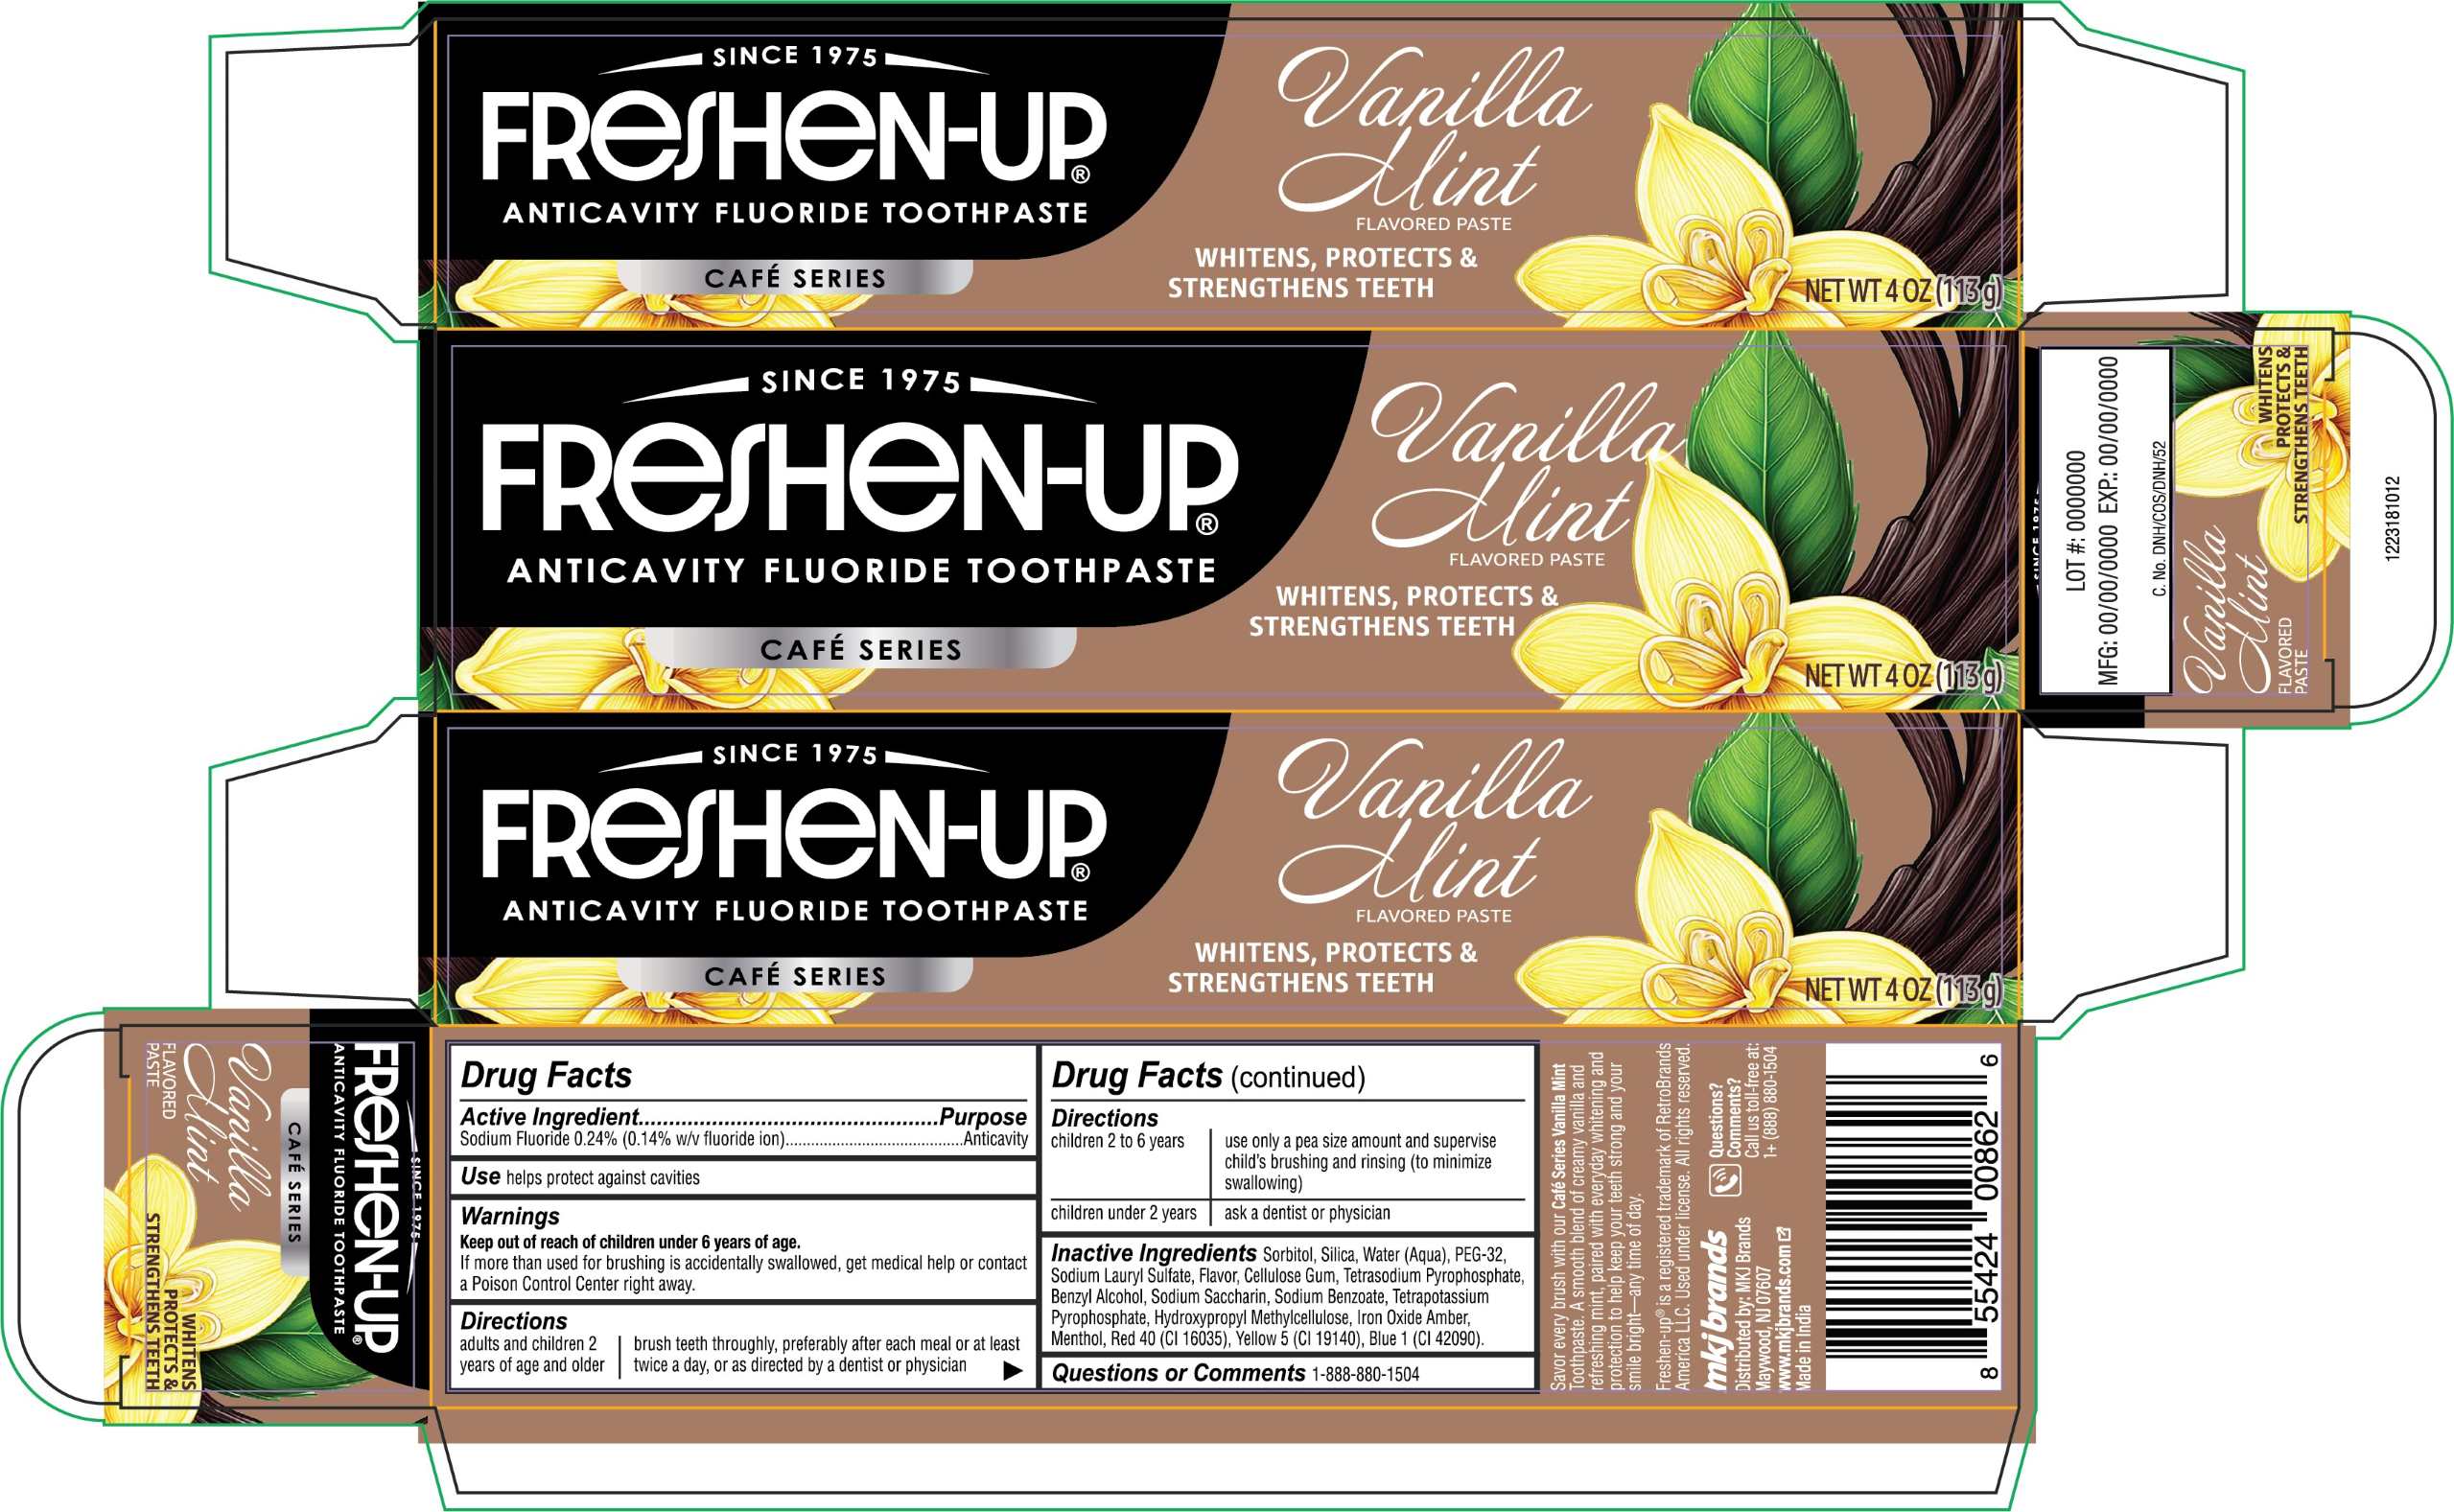 SINCE 1975
FRESHEN-UP®
ANTICAVITY FLUORIDE TOOTHPASTE
CAFÉ SERIES
Vanilla
Mint
FLAVORED PASTE
WHITENS, PROTECTS &
STRENGTHENS TEETH
NET WT 4 OZ (113 g)
SINCE 1975
FRESHEN-UP®
ANTICAVITY FLUORIDE TOOTHPASTE
CAFÉ SERIES
Vanilla
Mint
FLAVORED PASTE
WHITENS, PROTECTS &
STRENGTHENS TEETH
NET WT 4 OZ (113 g)
SINCE 1975
LOT #: 0000000
MFG: 00/00/0000 EXP.: 00/00/0000
C. No. DNH/COS/DNH/52
Vanilla
Mint
FLAVORED
PASTE
WHITENS
PROTECTS &
STRENGTHENS TEETH
1223181012
SINCE 1975
FRESHEN-UP®
ANTICAVITY FLUORIDE TOOTHPASTE
CAFÉ SERIES
Vanilla
Mint
FLAVORED PASTE
WHITENS, PROTECTS &
STRENGTHENS TEETH
NET WT 4 OZ (113 g)
SINCE 1975
FRESHEN-UP®
ANTICAVITY FLUORIDE TOOTHPASTE
CAFÉ SERIES
Vanilla
Mint
FLAVORED
PASTE
WHITENS
PROTECTS &
STRENGTHENS TEETH
Drug Facts
Active Ingredient..................................................Purpose
Sodium Fluoride 0.24% (0.14% w/v fluoride ion).......................................Anticavity
Use helps protect against cavities
Warnings
Keep out of reach of children under 6 years of age.
If more than used for brushing is accidentally swallowed, get medical help or contact
a Poison Control Center right away.
Directions
adults and children 2 brush teeth throughly, preferably after each meal or at least
years of age and older twice a day, or as directed by a dentist or physician
Drug Facts (continued)
Directions
children 2 to 6 years use only a pea size amount and supervise
child's brushing and rinsing (to minimize
swallowing)
children under 2 years ask a dentist or physician
Inactive Ingredients Sorbitol, Silica, Water (Aqua), PEG-32,
Sodium Lauryl Sulfate, Flavor, Cellulose Gum, Tetrasodium Pyrophosphate,
Benzyl Alcohol, Sodium Saccharin, Sodium Benzoate, Tetrapotassium
Pyrophosphate, Hydroxypropyl Methylcellulose, Iron Oxide Amber,
Menthol, Red 40 (CI 16035), Yellow 5 (CI 19140), Blue 1 (CI 42090).
Questions or Comments 1-888-880-1504
Savor every brush with our Café Series Vanilla Mint
Toothpaste. A smooth blend of creamy vanilla and
refreshing mint, paired with everyday whitening and
protection to help keep your teeth strong and your
smile bright—any time of day.
Freshen-up® is a registered trademark of RetroBrands
America LLC. Used under license. All rights reserved.
mkjbrands
Distributed by: MKJ Brands
Maywood, NJ 07607
www.mkjbrands.com
Made in India
Questions?
Comments?
Call us toll-free at:
1+ (888) 880-1504
8 55424 00862 6